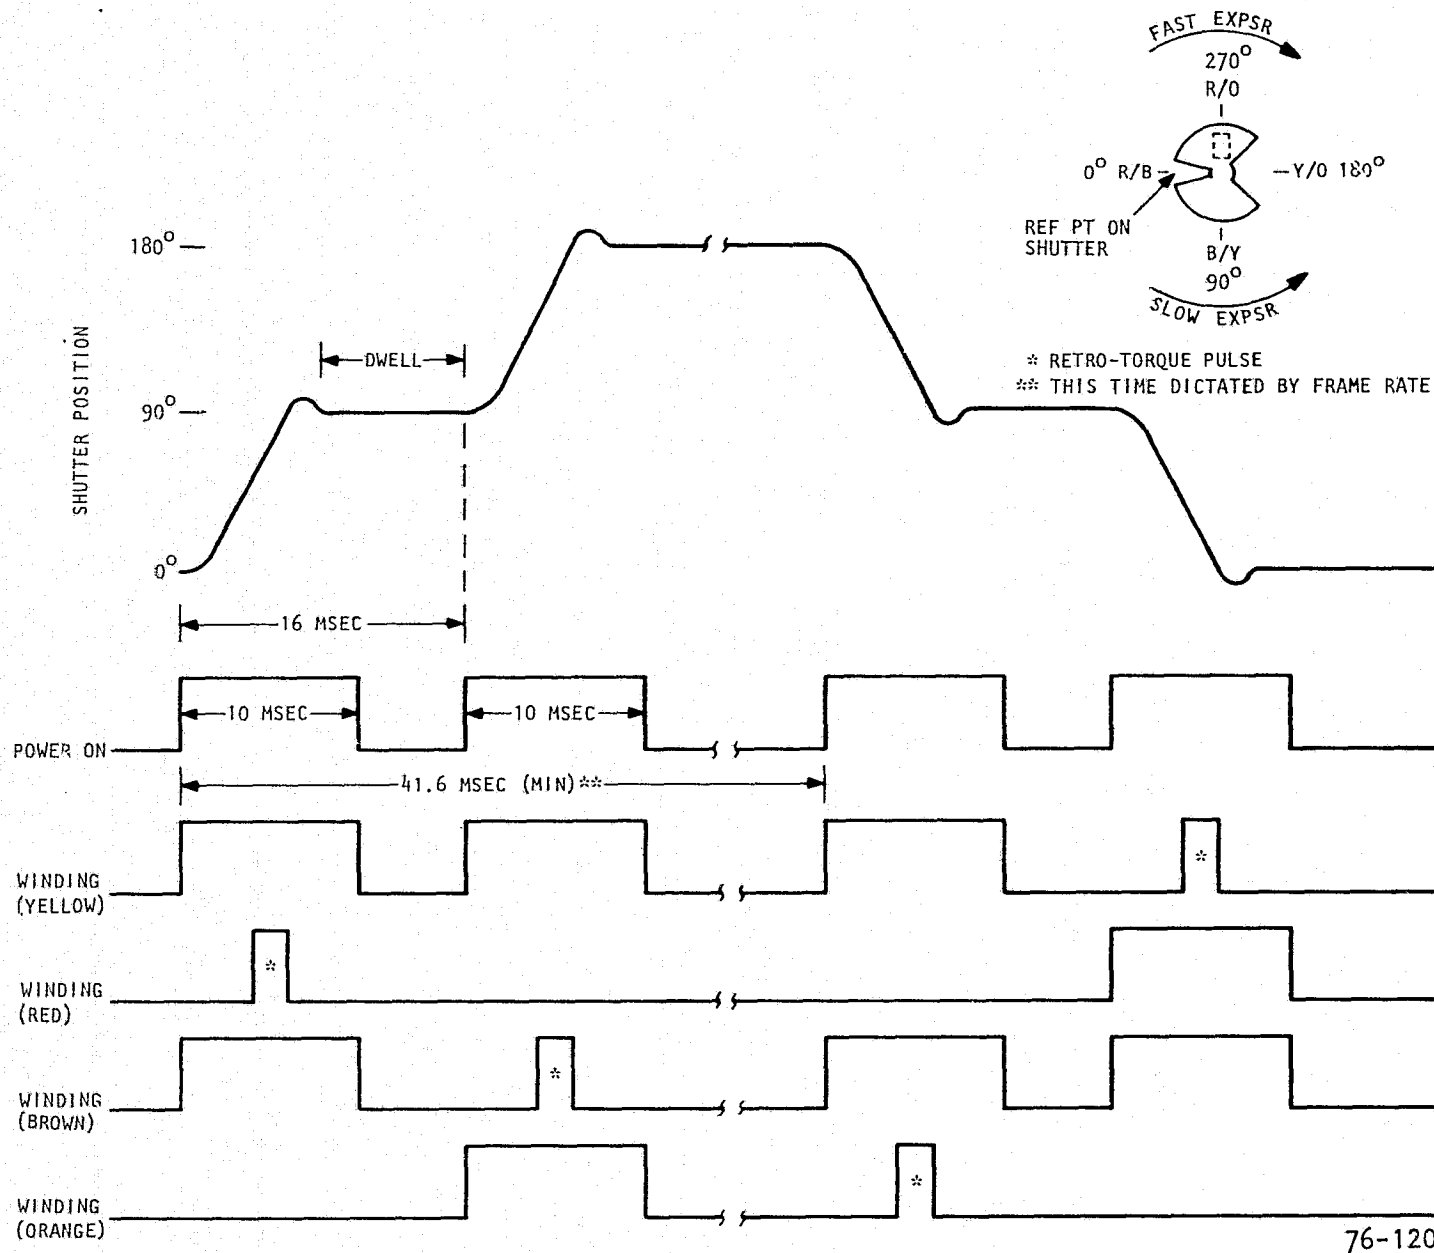 FAST EXPSR
270°
R/O
0° R/B
Y/O 180°
REF PT ON
SHUTTER
B/Y
90°
SLOW EXPSR
* RETRO-TORQUE PULSE
** THIS TIME DICTATED BY FRAME RATE
SHUTTER POSITION
180°
DWELL
90°
0°
16 MSEC
10 MSEC
10 MSEC
POWER ON
41.6 MSEC (MIN)**
WINDING
(YELLOW)
*
WINDING
(RED)
*
WINDING
(BROWN)
*
WINDING
(ORANGE)
*
76-120